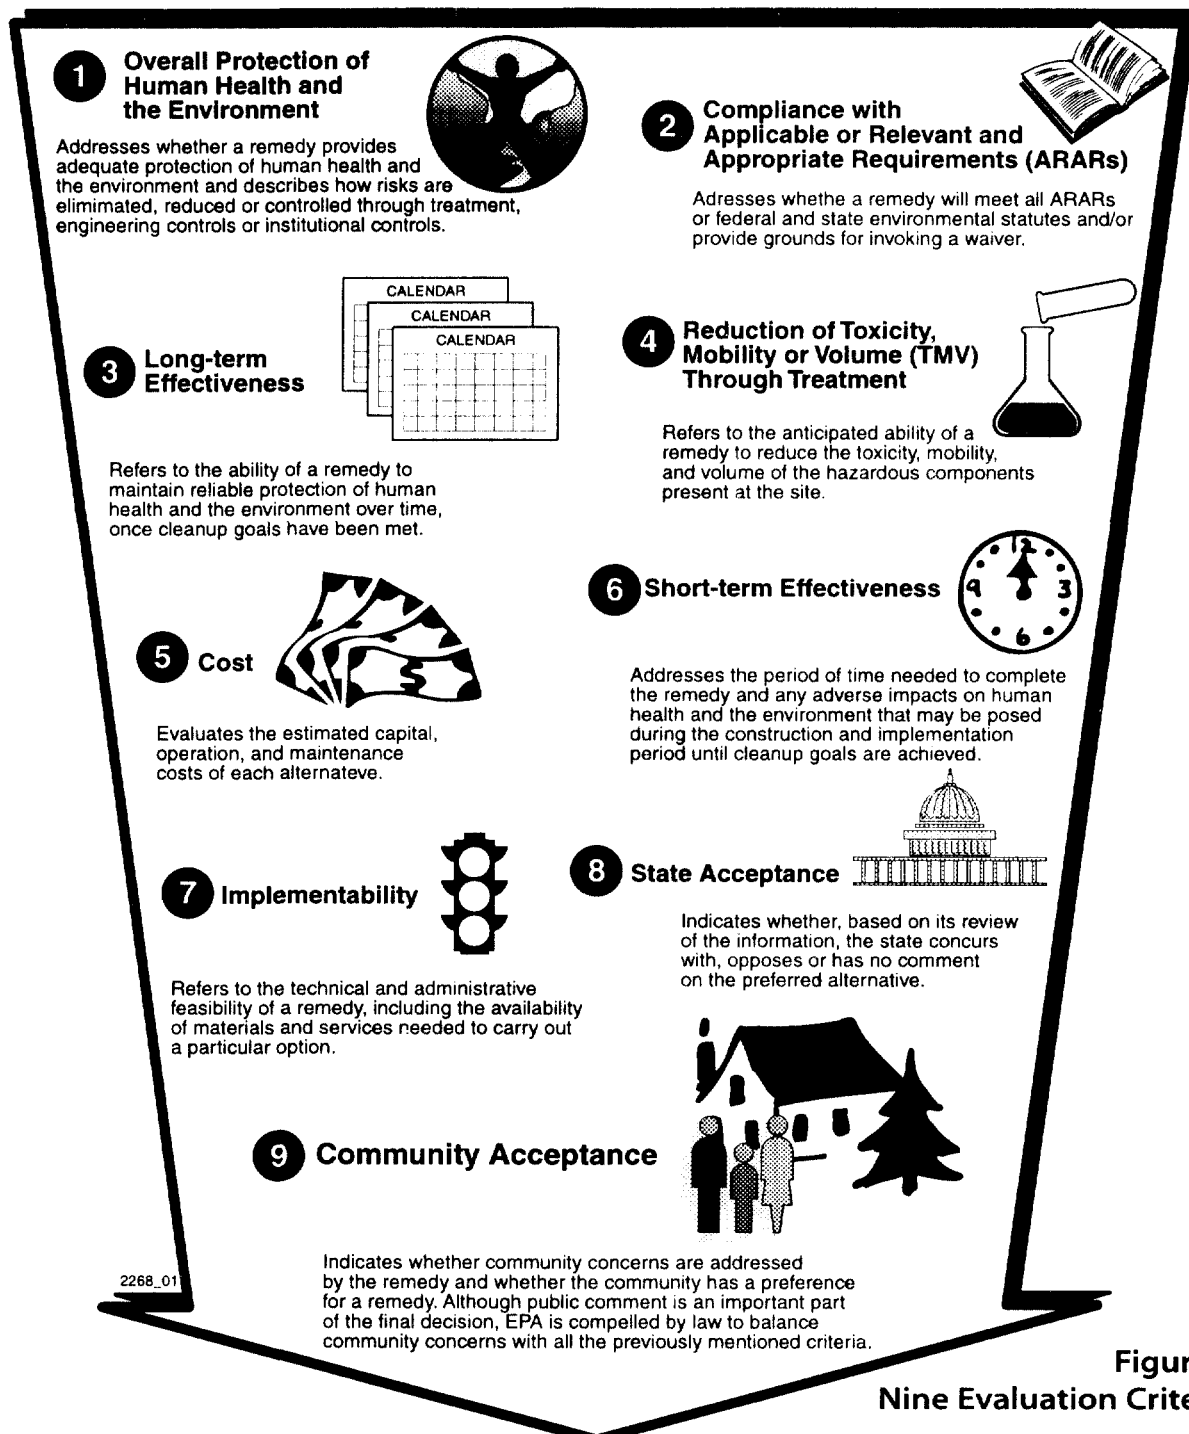 1
Overall Protection of
Human Health and
the Environment
Addresses whether a remedy provides
adequate protection of human health and
the environment and describes how risks are
elimimated, reduced or controlled through treatment,
engineering controls or institutional controls.
2
Compliance with
Applicable or Relevant and
Appropriate Requirements (ARARs)
Adresses whethe a remedy will meet all ARARs
or federal and state environmental statutes and/or
provide grounds for invoking a waiver.
CALENDAR
CALENDAR
CALENDAR
3
Long-term
Effectiveness
Refers to the ability of a remedy to
maintain reliable protection of human
health and the environment over time,
once cleanup goals have been met.
4
Reduction of Toxicity,
Mobility or Volume (TMV)
Through Treatment
Refers to the anticipated ability of a
remedy to reduce the toxicity, mobility,
and volume of the hazardous components
present at the site.
5
Cost
Evaluates the estimated capital,
operation, and maintenance
costs of each alternateve.
6
Short-term Effectiveness
12
9 3
6
Addresses the period of time needed to complete
the remedy and any adverse impacts on human
health and the environment that may be posed
during the construction and implementation
period until cleanup goals are achieved.
7
Implementability
Refers to the technical and administrative
feasibility of a remedy, including the availability
of materials and services needed to carry out
a particular option.
8
State Acceptance
Indicates whether, based on its review
of the information, the state concurs
with, opposes or has no comment
on the preferred alternative.
9
Community Acceptance
Indicates whether community concerns are addressed
by the remedy and whether the community has a preference
for a remedy. Although public comment is an important part
of the final decision, EPA is compelled by law to balance
community concerns with all the previously mentioned criteria.
2268_01
Figur
Nine Evaluation Crite